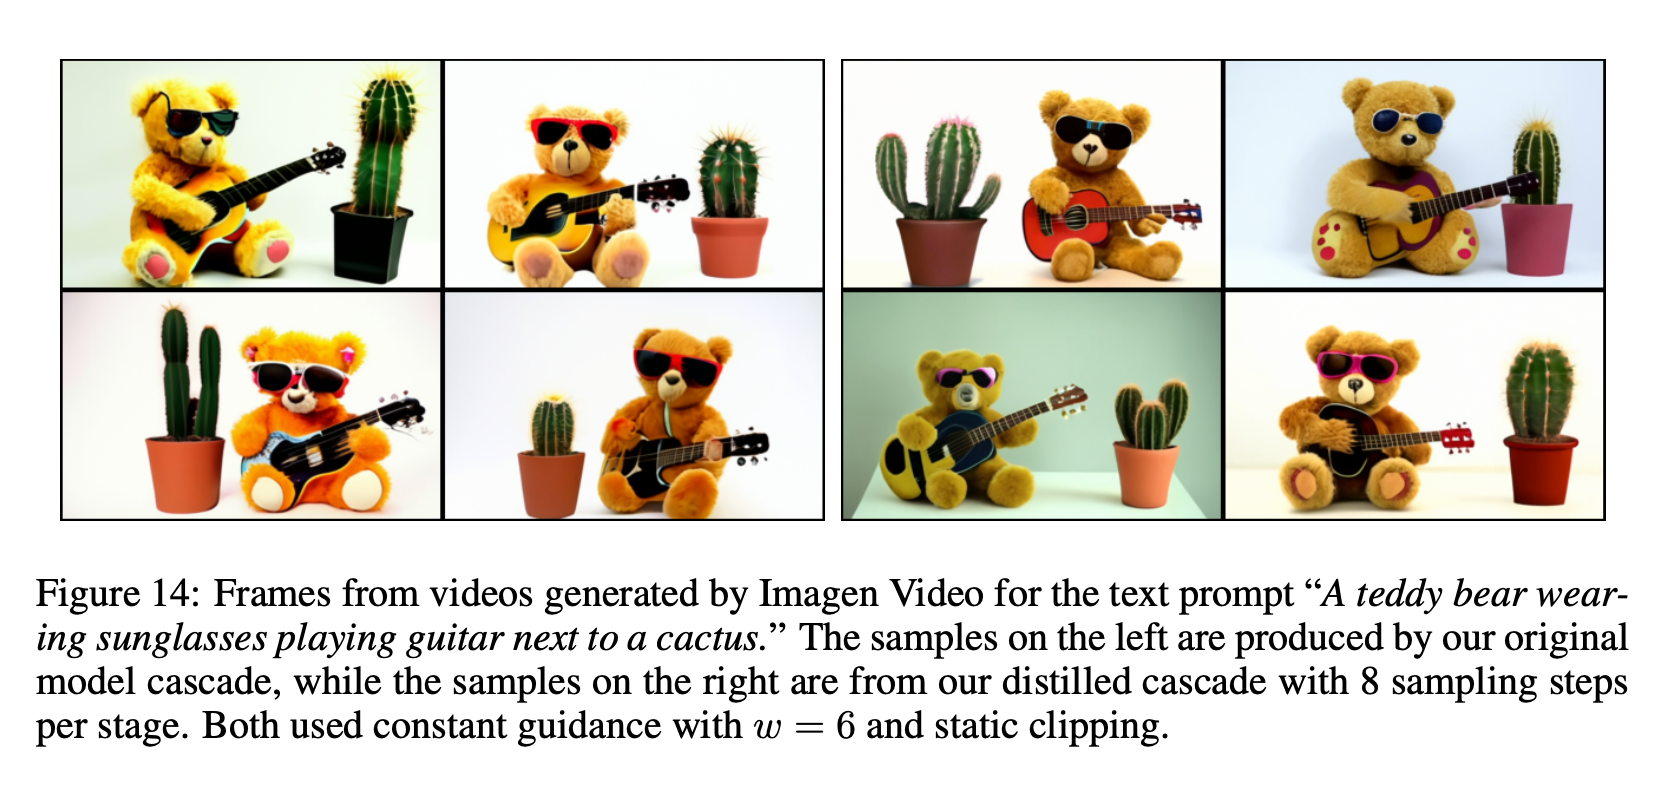 Figure 14: Frames from videos generated by Imagen Video for the text prompt “A teddy bear wear-
ing sunglasses playing guitar next to a cactus.” The samples on the left are produced by our original
model cascade, while the samples on the right are from our distilled cascade with 8 sampling steps
per stage. Both used constant guidance with w = 6 and static clipping.